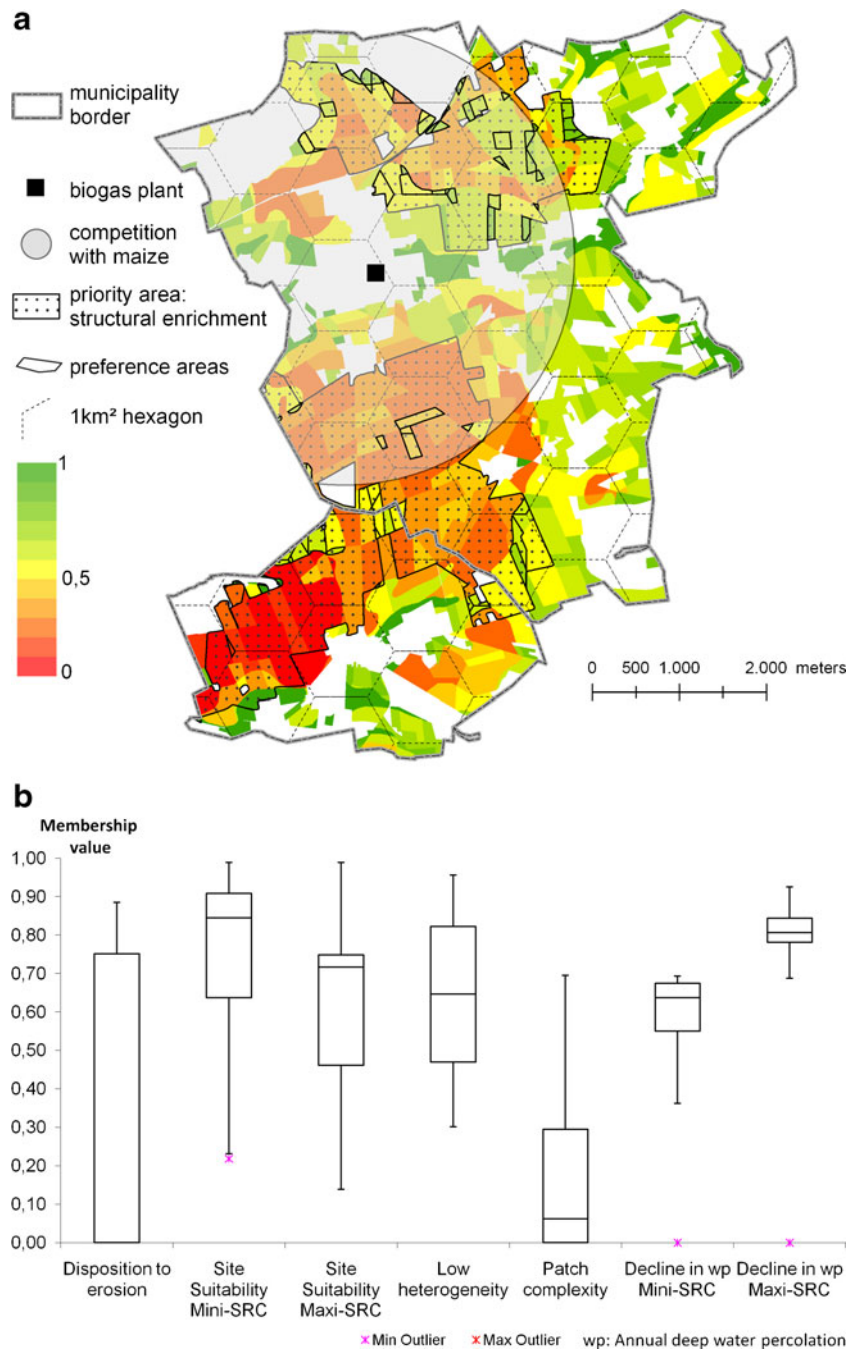 a
municipality
border
biogas plant
competition
with maize
priority area:
structural enrichment
preference areas
1km² hexagon
1
0,5
0
0 500 1.000 2.000 meters
b
Membership
value
1,00
0,90
0,80
0,70
0,60
0,50
0,40
0,30
0,20
0,10
0,00
Disposition to
erosion
Site
Suitability
Mini-SRC
Site
Suitability
Maxi-SRC
Low
heterogeneity
Patch
complexity
Decline in wp
Mini-SRC
Decline in wp
Maxi-SRC
Min Outlier Max Outlier wp: Annual deep water percolation